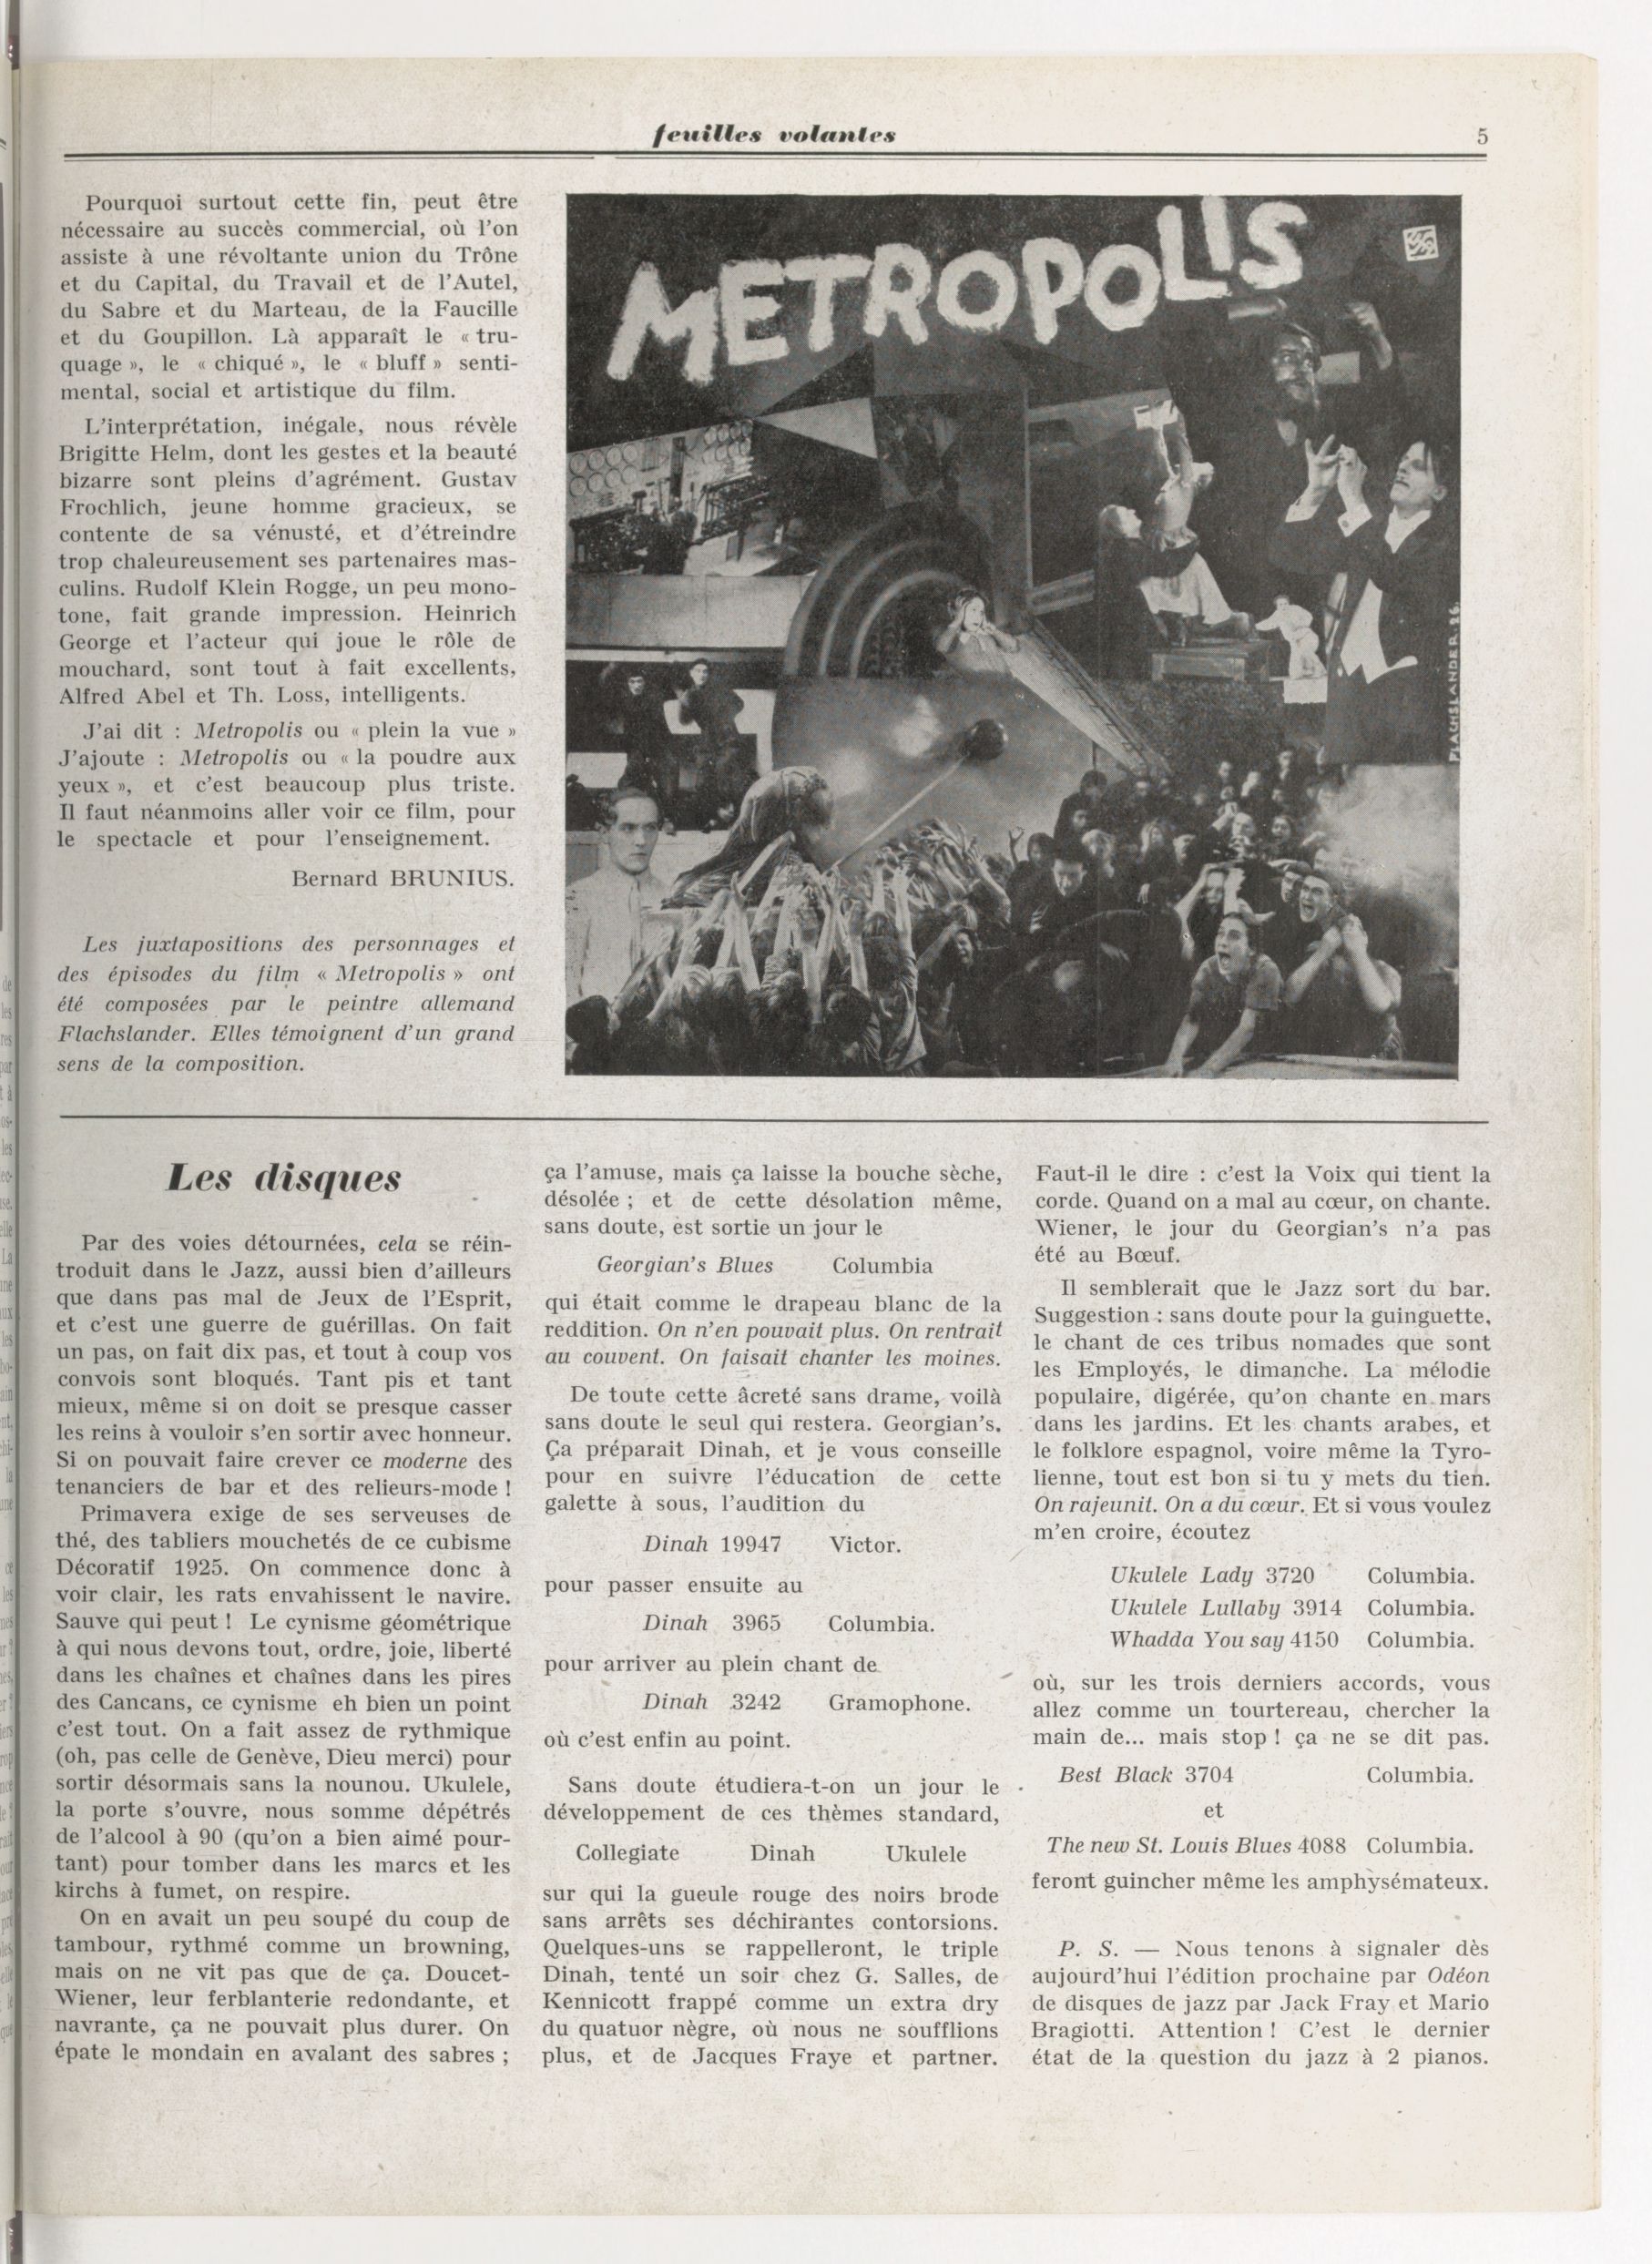 feuilles volantes
5
Pourquoi surtout cette fin, peut être
nécessaire au succès commercial, où l'on
assiste à une révoltante union du Trône
et du Capital, du Travail et de l'Autel,
du Sabre et du Marteau, de la Faucille
et du Goupillon. Là apparaît le « tru-
quage », le « chiqué », le « bluff » senti-
mental, social et artistique du film.
L'interprétation, inégale, nous révèle
Brigitte Helm, dont les gestes et la beauté
bizarre sont pleins d'agrément. Gustav
Frochlich, jeune homme gracieux, se
contente de sa vénusté, et d'étreindre
trop chaleureusement ses partenaires mas-
culins. Rudolf Klein Rogge, un peu mono-
tone, fait grande impression. Heinrich
George et l'acteur qui joue le rôle de
mouchard, sont tout à fait excellents,
Alfred Abel et Th. Loss, intelligents.
J'ai dit : Metropolis ou « plein la vue »
J'ajoute : Metropolis ou « la poudre aux
yeux », et c'est beaucoup plus triste.
Il faut néanmoins aller voir ce film, pour
le spectacle et pour l'enseignement.
Bernard BRUNIUS.
Les juxtapositions des personnages et
des épisodes du film « Metropolis » ont
été composées par le peintre allemand
Flachslander. Elles témoignent d'un grand
sens de la composition.
METROPOLIS
FLACHSLANDER 26
Les disques
Par des voies détournées, cela se réin-
troduit dans le Jazz, aussi bien d'ailleurs
que dans pas mal de Jeux de l'Esprit,
et c'est une guerre de guérillas. On fait
un pas, on fait dix pas, et tout à coup vos
convois sont bloqués. Tant pis et tant
mieux, même si on doit se presque casser
les reins à vouloir s'en sortir avec honneur.
Si on pouvait faire crever ce moderne des
tenanciers de bar et des relieurs-mode !
Primavera exige de ses serveuses de
thé, des tabliers mouchetés de ce cubisme
Décoratif 1925. On commence donc à
voir clair, les rats envahissent le navire.
Sauve qui peut ! Le cynisme géométrique
à qui nous devons tout, ordre, joie, liberté
dans les chaînes et chaînes dans les pires
des Cancans, ce cynisme eh bien un point
c'est tout. On a fait assez de rythmique
(oh, pas celle de Genève, Dieu merci) pour
sortir désormais sans la nounou. Ukulele,
la porte s'ouvre, nous somme dépétrés
de l'alcool à 90 (qu'on a bien aimé pour-
tant) pour tomber dans les marcs et les
kirchs à fumet, on respire.
On en avait un peu soupé du coup de
tambour, rythmé comme un browning,
mais on ne vit pas que de ça. Doucet-
Wiener, leur ferblanterie redondante, et
navrante, ça ne pouvait plus durer. On
épate le mondain en avalant des sabres ;
ça l'amuse, mais ça laisse la bouche sèche,
désolée ; et de cette désolation même,
sans doute, est sortie un jour le
Georgian's Blues Columbia
qui était comme le drapeau blanc de la
reddition. On n'en pouvait plus. On rentrait
au couvent. On faisait chanter les moines.
De toute cette âcreté sans drame, voilà
sans doute le seul qui restera. Georgian's.
Ça préparait Dinah, et je vous conseille
pour en suivre l'éducation de cette
galette à sous, l'audition du
Dinah 19947 Victor.
pour passer ensuite au
Dinah 3965 Columbia.
pour arriver au plein chant de
Dinah 3242 Gramophone.
où c'est enfin au point.
Sans doute étudiera-t-on un jour le
développement de ces thèmes standard,
Collegiate Dinah Ukulele
sur qui la gueule rouge des noirs brode
sans arrêts ses déchirantes contorsions.
Quelques-uns se rappelleront, le triple
Dinah, tenté un soir chez G. Salles, de
Kennicott frappé comme un extra dry
du quatuor nègre, où nous ne soufflions
plus, et de Jacques Fraye et partner.
Faut-il le dire : c'est la Voix qui tient la
corde. Quand on a mal au cœur, on chante.
Wiener, le jour du Georgian's n'a pas
été au Bœuf.
Il semblerait que le Jazz sort du bar.
Suggestion : sans doute pour la guinguette,
le chant de ces tribus nomades que sont
les Employés, le dimanche. La mélodie
populaire, digérée, qu'on chante en mars
dans les jardins. Et les chants arabes, et
le folklore espagnol, voire même la Tyro-
lienne, tout est bon si tu y mets du tien.
On rajeunit. On a du cœur. Et si vous voulez
m'en croire, écoutez
Ukulele Lady 3720 Columbia.
Ukulele Lullaby 3914 Columbia.
Whadda You say 4150 Columbia.
où, sur les trois derniers accords, vous
allez comme un tourtereau, chercher la
main de... mais stop ! ça ne se dit pas.
Best Black 3704 Columbia.
et
The new St. Louis Blues 4088 Columbia.
feront guincher même les amphysémateux.
P. S. — Nous tenons à signaler dès
aujourd'hui l'édition prochaine par Odéon
de disques de jazz par Jack Fray et Mario
Bragiotti. Attention ! C'est le dernier
état de la question du jazz à 2 pianos.